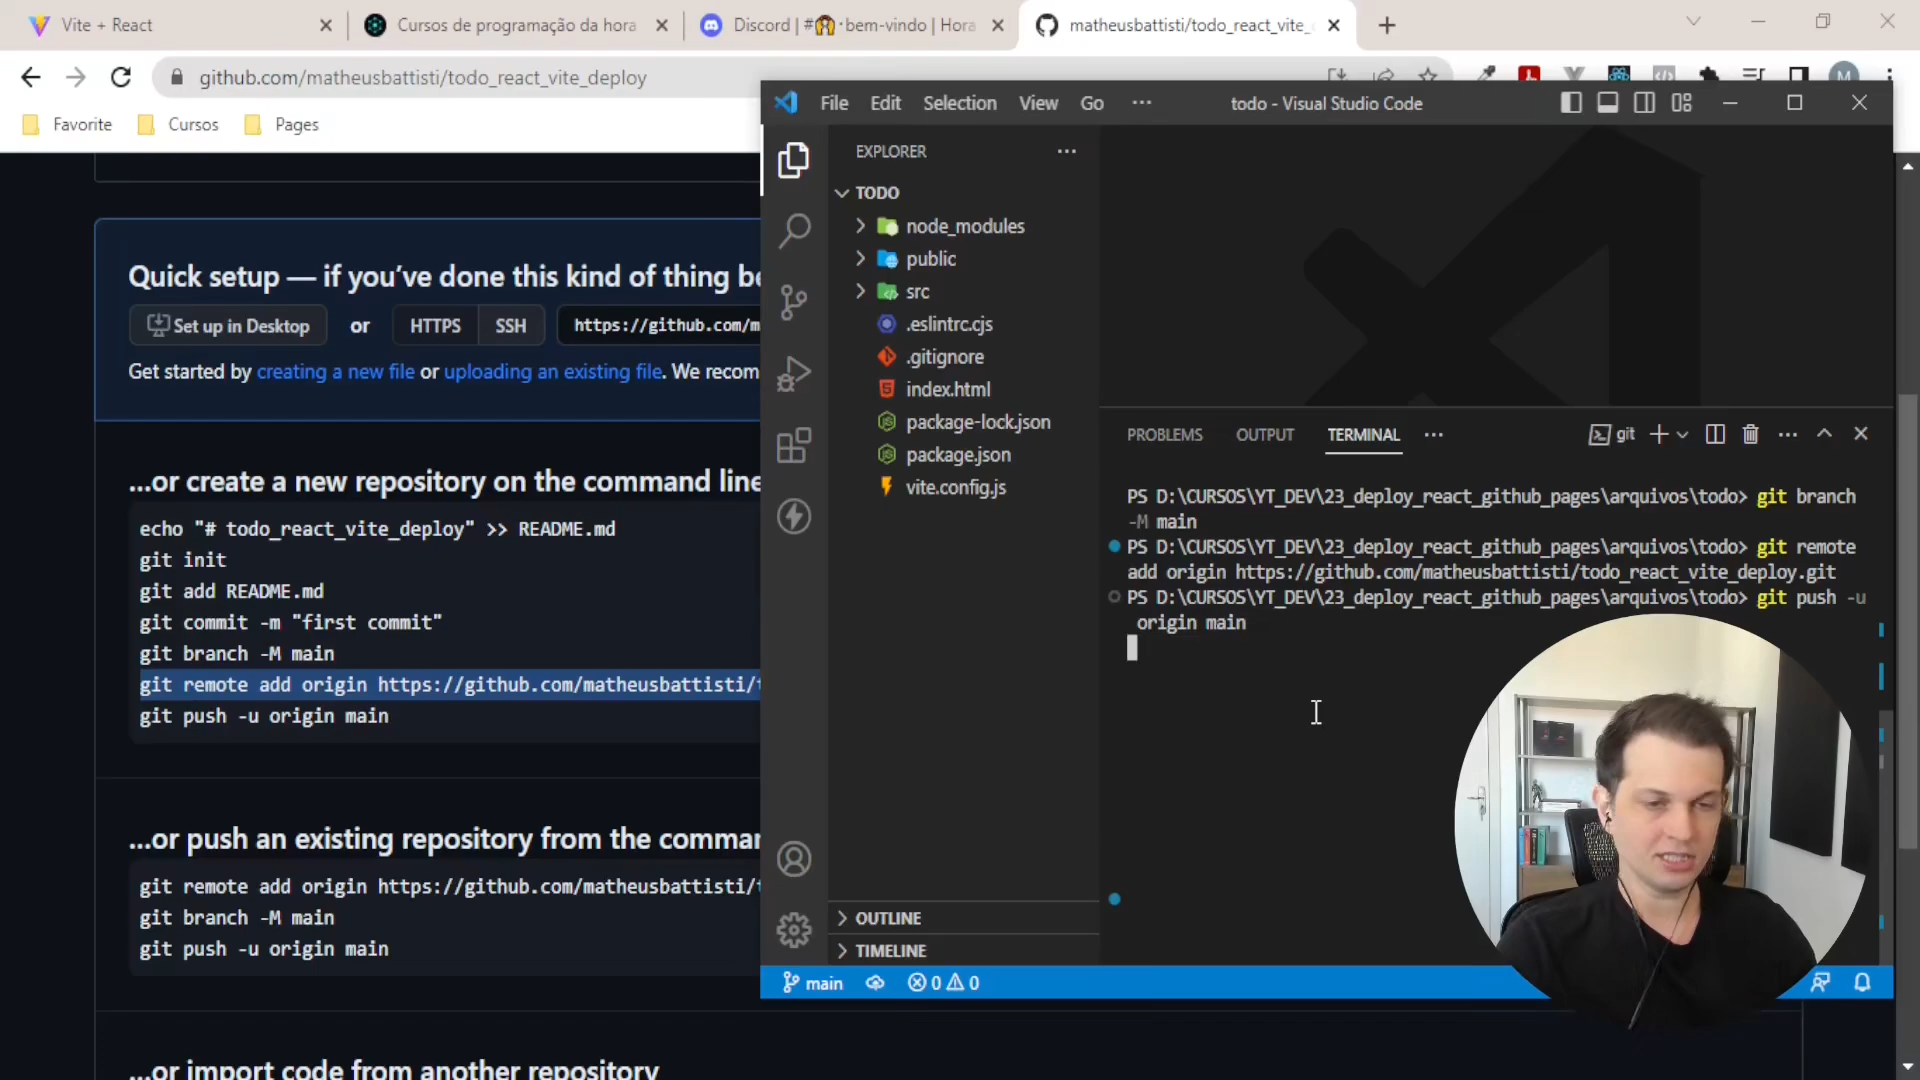 Vite + React
Cursos de programação da hora
Discord | #🙋·bem-vindo | Hora
matheusbattisti/todo_react_vite_
github.com/matheusbattisti/todo_react_vite_deploy
M
Favorite
Cursos
Pages
Quick setup — if you've done this kind of thing be
Set up in Desktop
or
HTTPS
SSH
https://github.com/m
Get started by creating a new file or uploading an existing file. We recom
...or create a new repository on the command line
echo "# todo_react_vite_deploy" >> README.md
git init
git add README.md
git commit -m "first commit"
git branch -M main
git remote add origin https://github.com/matheusbattisti/t
git push -u origin main
...or push an existing repository from the comman
git remote add origin https://github.com/matheusbattisti/t
git branch -M main
git push -u origin main
...or import code from another repository
File Edit Selection View Go ···
todo - Visual Studio Code
EXPLORER
TODO
node_modules
public
src
.eslintrc.cjs
.gitignore
index.html
package-lock.json
package.json
vite.config.js
OUTLINE
TIMELINE
PROBLEMS OUTPUT TERMINAL ···
git
PS D:\CURSOS\YT_DEV\23_deploy_react_github_pages\arquivos\todo> git branch
-M main
PS D:\CURSOS\YT_DEV\23_deploy_react_github_pages\arquivos\todo> git remote
add origin https://github.com/matheusbattisti/todo_react_vite_deploy.git
PS D:\CURSOS\YT_DEV\23_deploy_react_github_pages\arquivos\todo> git push -u
origin main
main
0
0